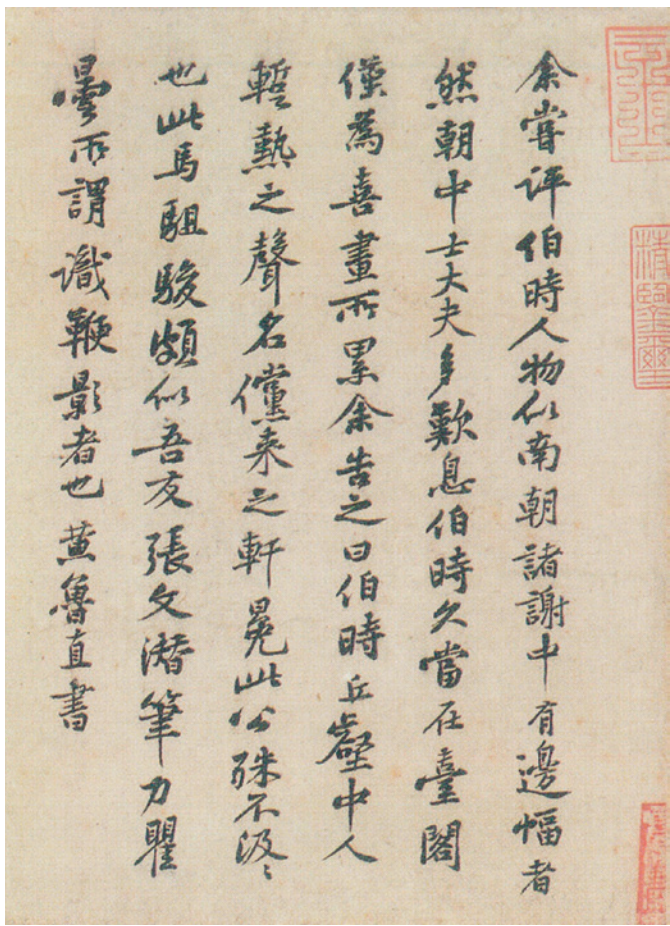 余嘗評伯時人物似南朝諸謝中有邊幅者
然朝中士大夫多歎息伯時久當在臺閣
僅為喜畫所累余告之曰伯時丘壑中人
暫熱之聲名儻来之軒冕此公殊不汲〻
也此馬駔駿頗似吾友張文潜筆力瞿
曇所謂識鞭影者也黄魯直書